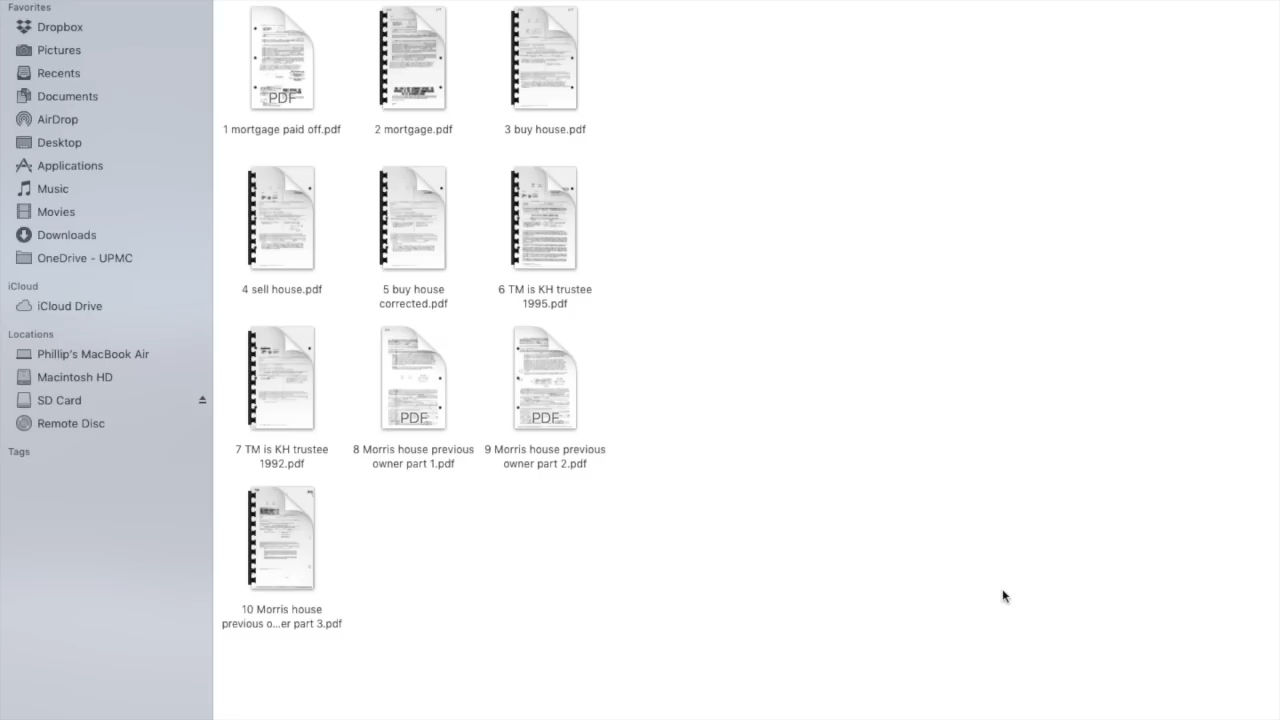 Favorites
Dropbox
Pictures
Recents
Documents
AirDrop
Desktop
Applications
Music
Movies
Downloads
OneDrive - UPMC
iCloud
iCloud Drive
Locations
Phillip's MacBook Air
Macintosh HD
SD Card
Remote Disc
Tags
PDF
1 mortgage paid off.pdf
2 mortgage.pdf
3 buy house.pdf
4 sell house.pdf
5 buy house
corrected.pdf
6 TM is KH trustee
1995.pdf
7 TM is KH trustee
1992.pdf
PDF
8 Morris house previous
owner part 1.pdf
PDF
9 Morris house previous
owner part 2.pdf
10 Morris house
previous o...er part 3.pdf